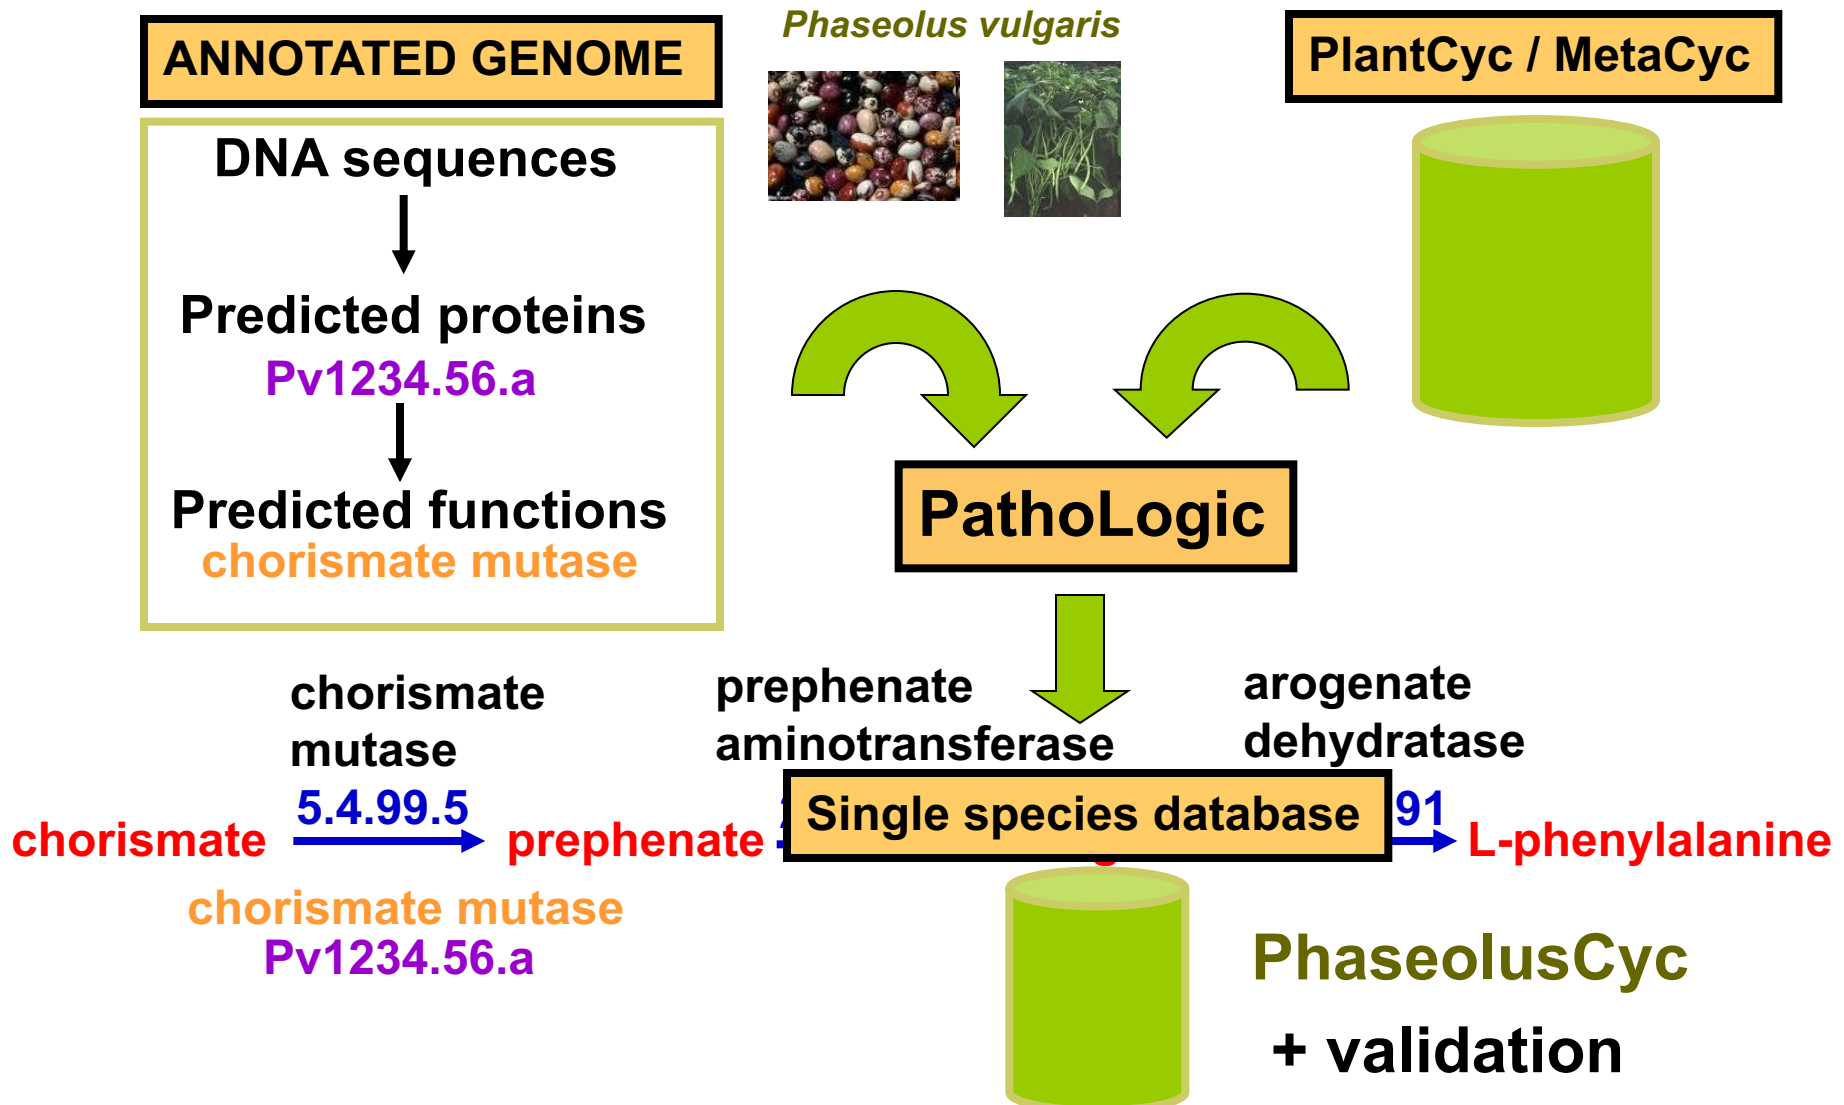 Phaseolus vulgaris
ANNOTATED GENOME
PlantCyc / MetaCyc
DNA sequences
Predicted proteins
Pv1234.56.a
Predicted functions
chorismate mutase
PathoLogic
chorismate
mutase
prephenate
aminotransferase
arogenate
dehydratase
5.4.99.5
91
Single species database
chorismate
prephenate
L-phenylalanine
chorismate mutase
Pv1234.56.a
PhaseolusCyc
+ validation